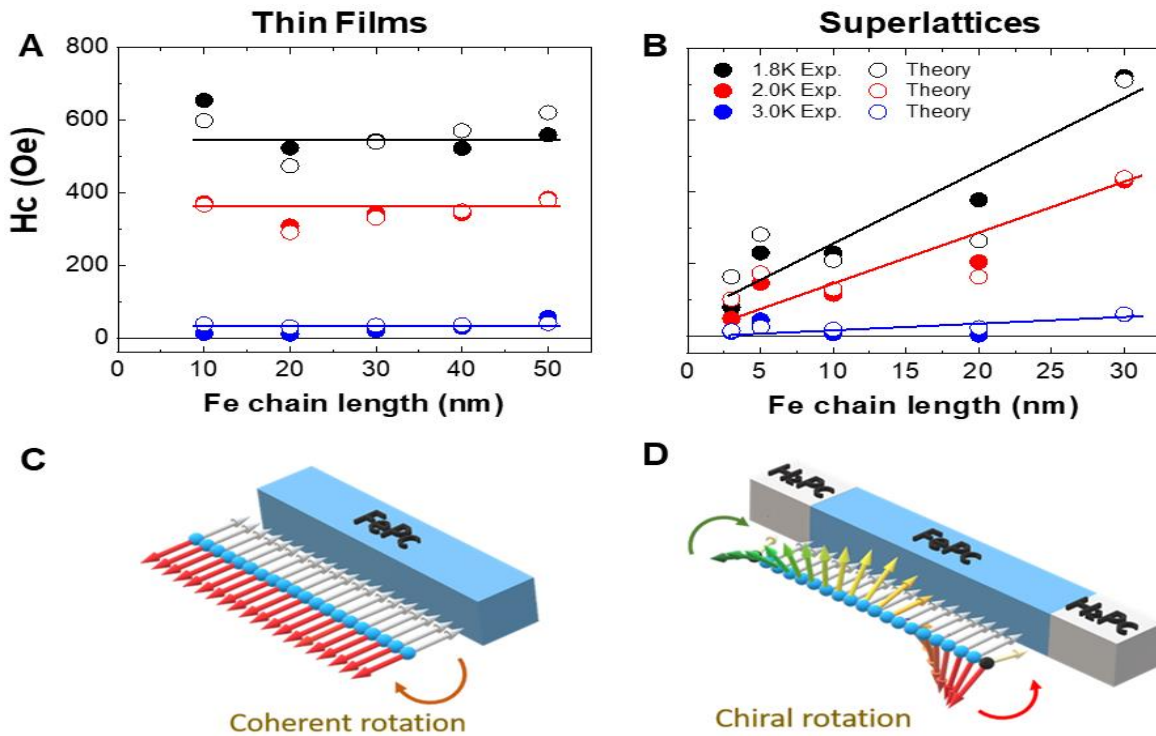 Thin Films
Superlattices
A
B
Hc (Oe)
800
600
400
200
0
0 10 20 30 40 50
Fe chain length (nm)
1.8K Exp. Theory
2.0K Exp. Theory
3.0K Exp. Theory
0 5 10 15 20 25 30
Fe chain length (nm)
C
FePc
Coherent rotation
D
H₂Pc
FePc
H₂Pc
?
Chiral rotation